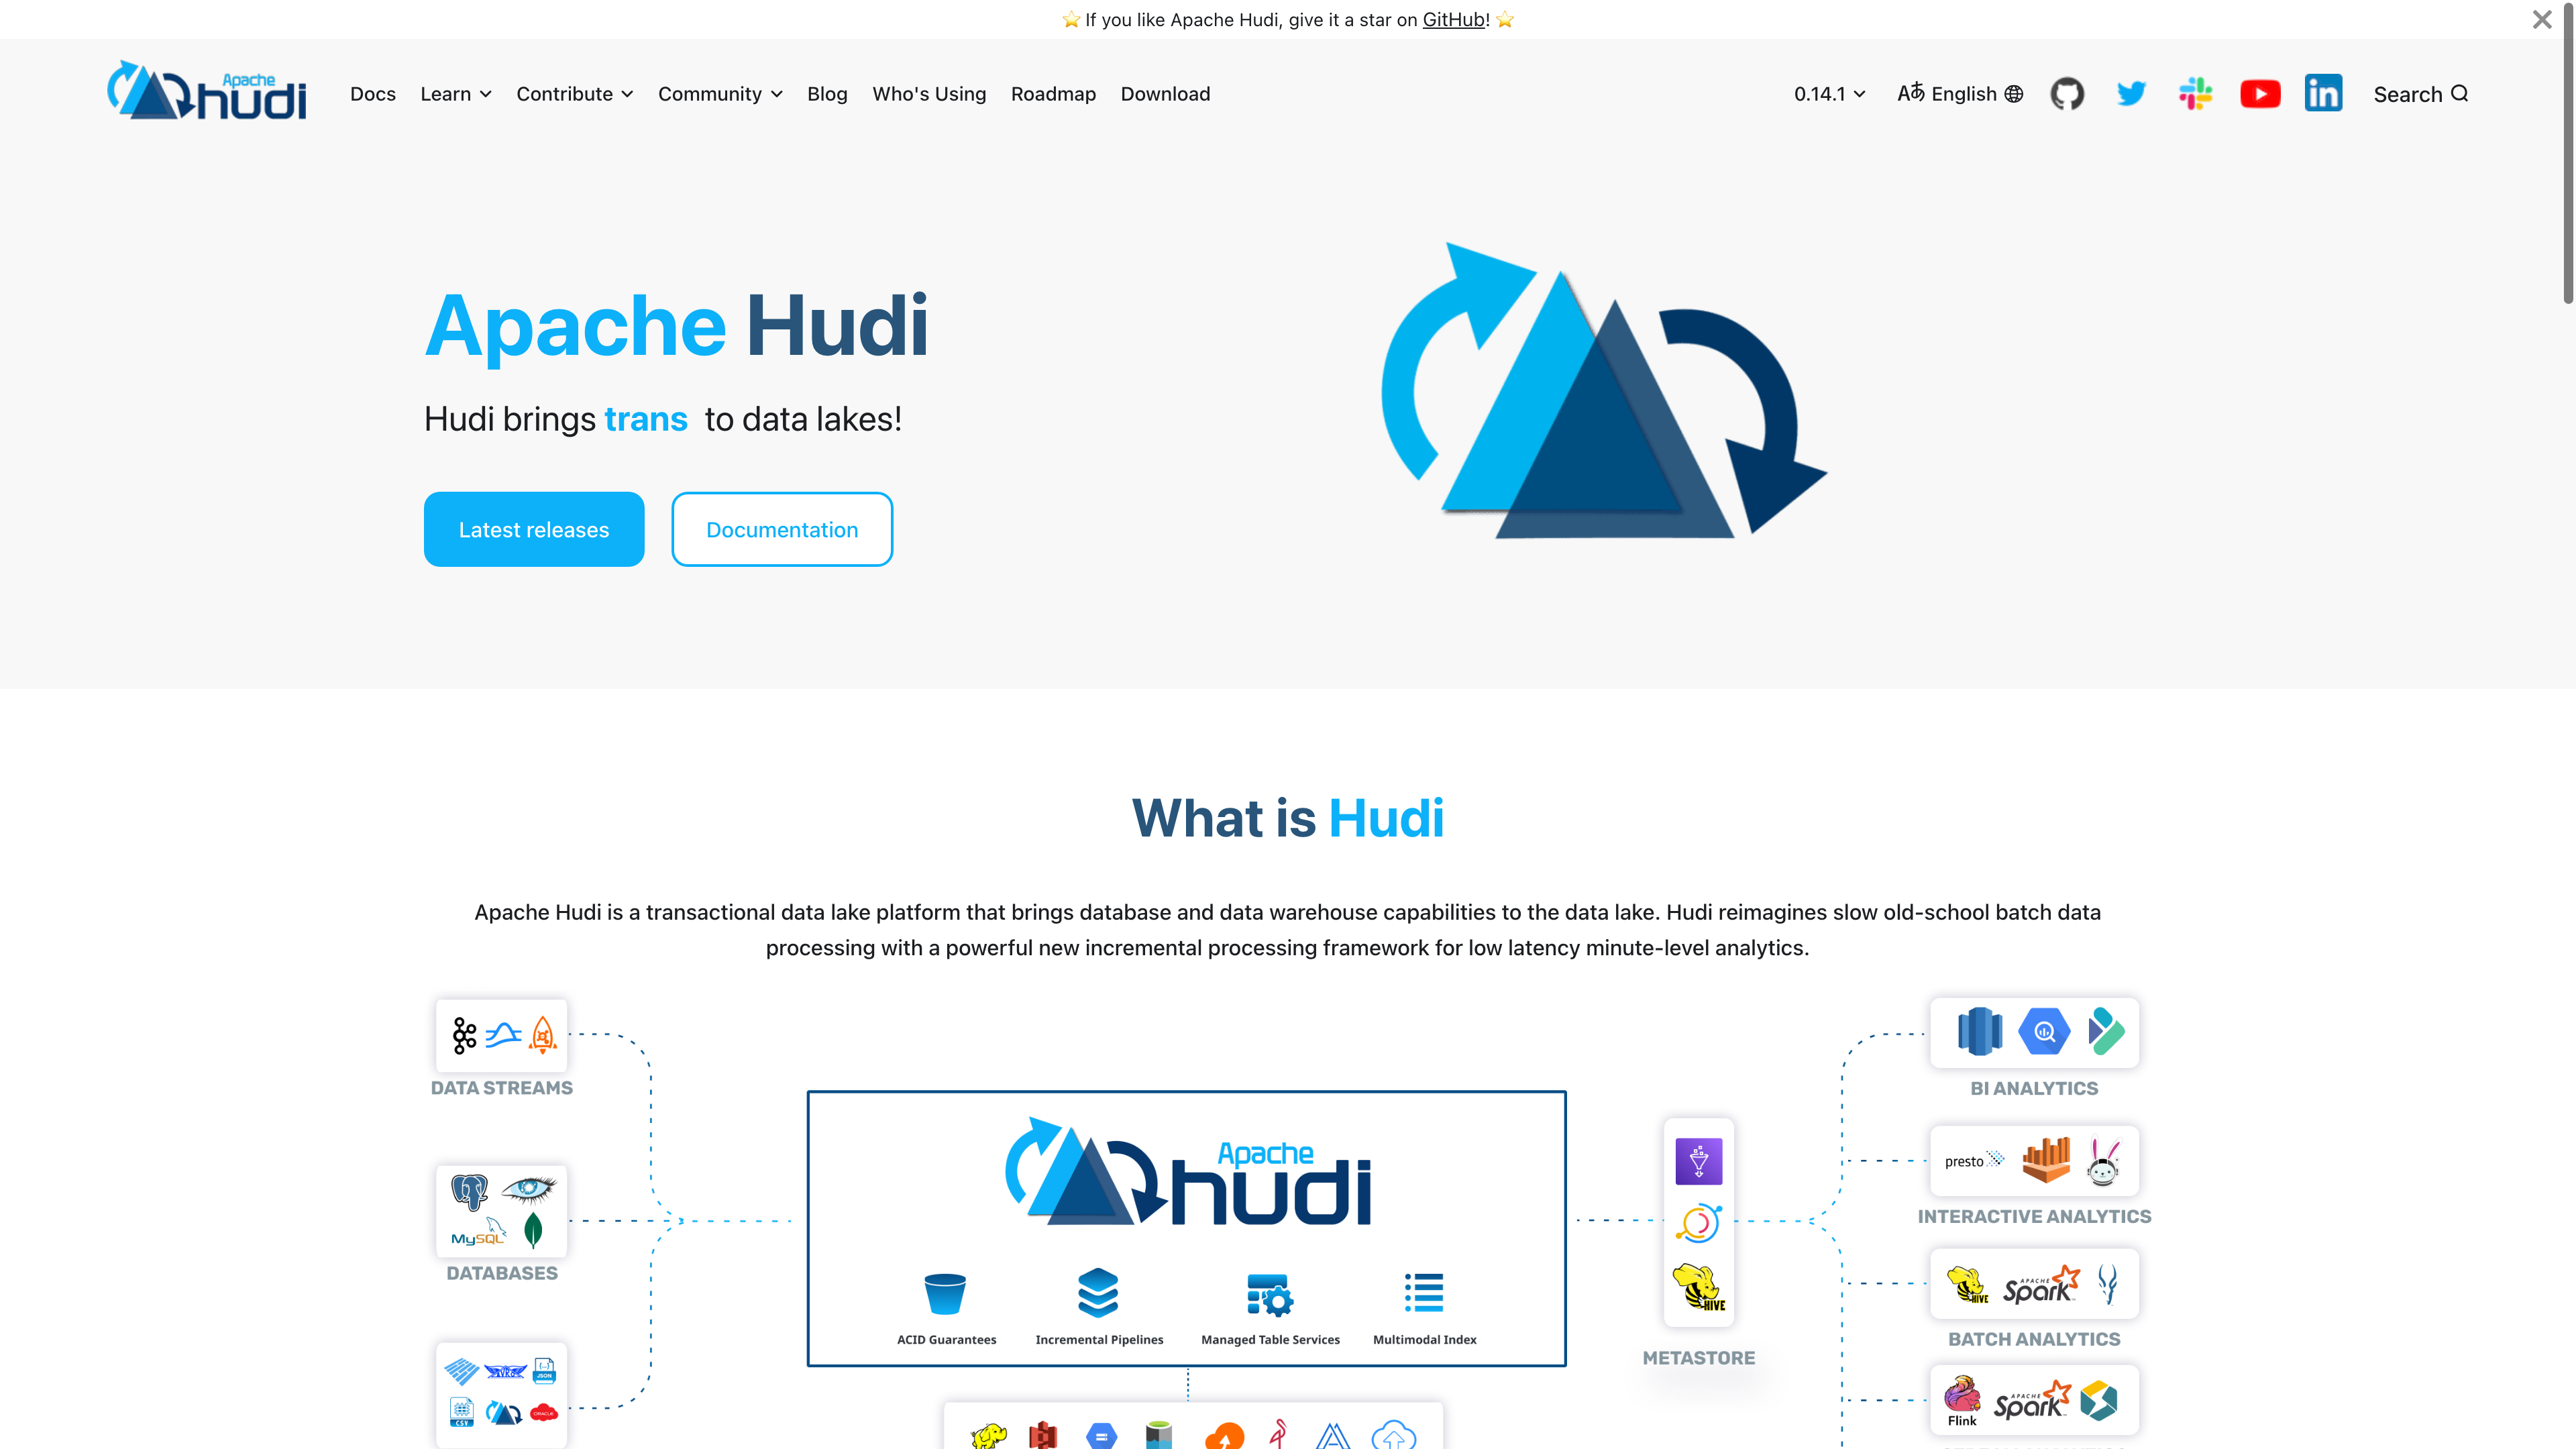 ⭐️ If you like Apache Hudi, give it a star on GitHub! ⭐️
Apache hudi
Docs Learn Contribute Community Blog Who's Using Roadmap Download
0.14.1 Aあ English Search
Apache Hudi
Hudi brings trans to data lakes!
Latest releases Documentation
What is Hudi
Apache Hudi is a transactional data lake platform that brings database and data warehouse capabilities to the data lake. Hudi reimagines slow old-school batch data
processing with a powerful new incremental processing framework for low latency minute-level analytics.
DATA STREAMS
MySQL
DATABASES
AVRO
JSON
CSV
ORACLE
Apache hudi
ACID Guarantees Incremental Pipelines Managed Table Services Multimodal Index
HIVE
METASTORE
BI ANALYTICS
presto
INTERACTIVE ANALYTICS
HIVE APACHE Spark
BATCH ANALYTICS
Flink APACHE Spark